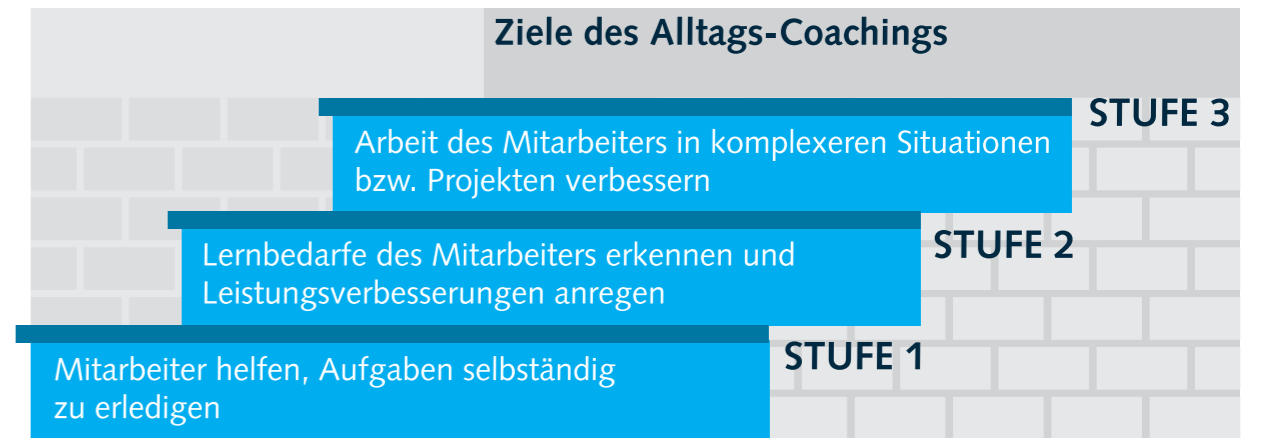 Ziele des Alltags-Coachings
STUFE 3
Arbeit des Mitarbeiters in komplexeren Situationen
bzw. Projekten verbessern
STUFE 2
Lernbedarfe des Mitarbeiters erkennen und
Leistungsverbesserungen anregen
STUFE 1
Mitarbeiter helfen, Aufgaben selbständig
zu erledigen